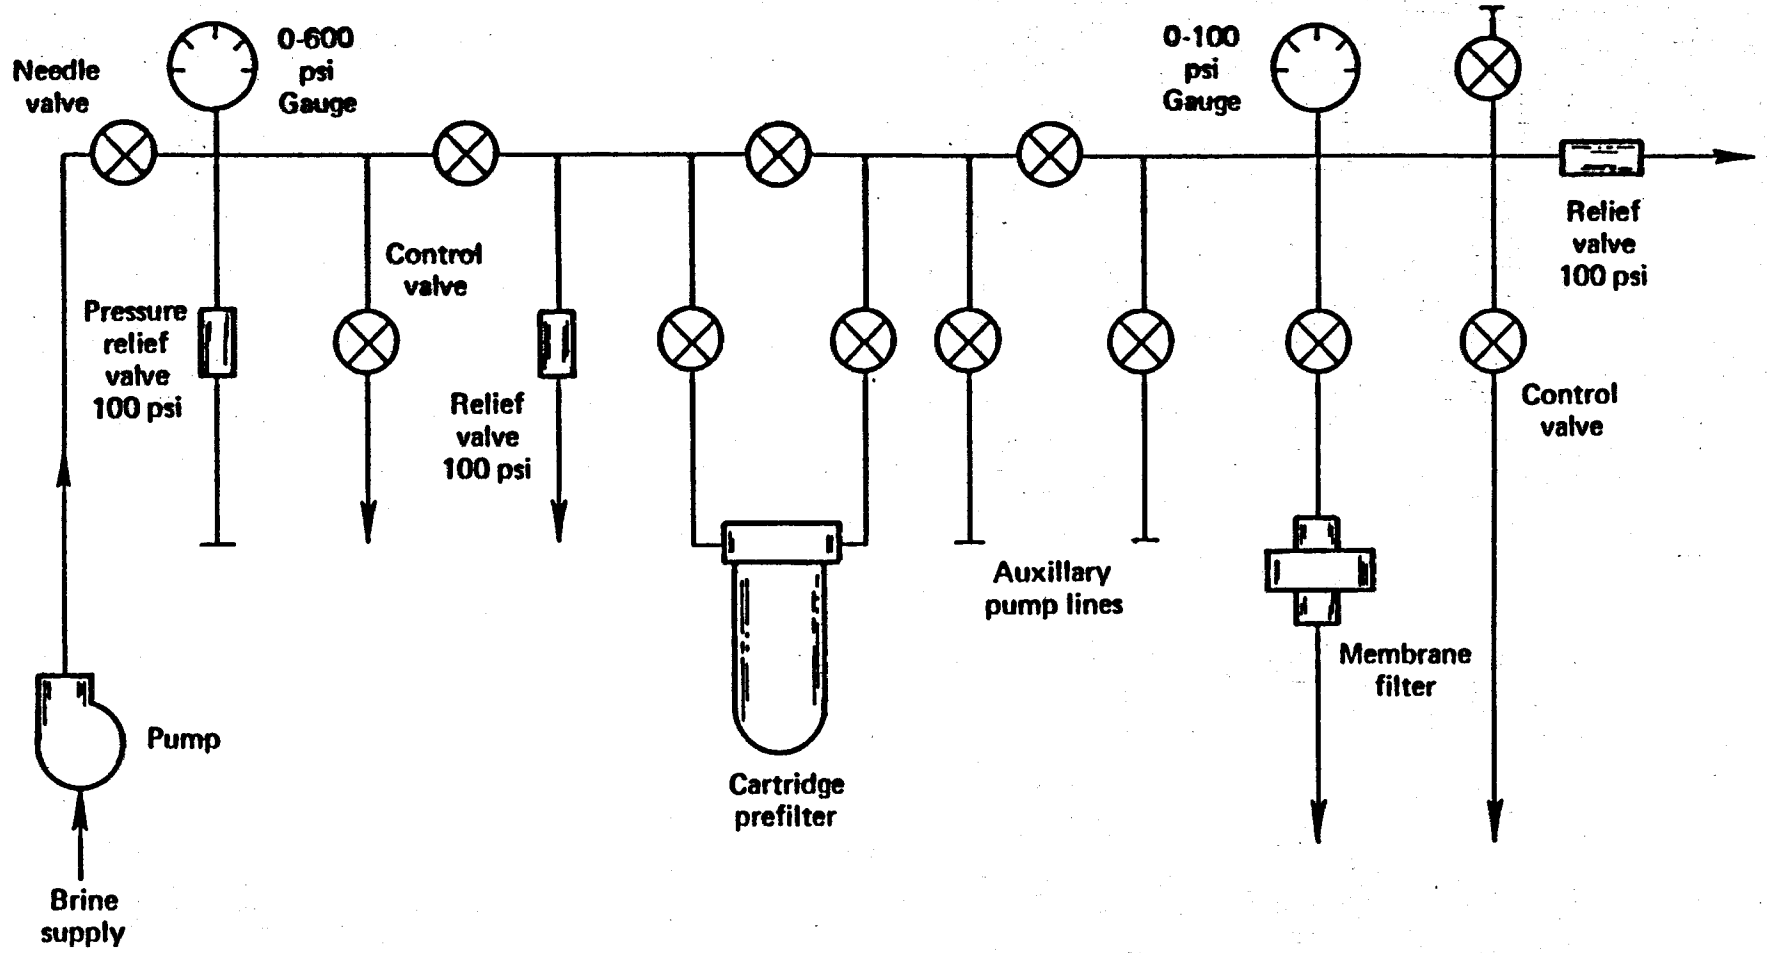 Needle
valve
0-600
psi
Gauge
0-100
psi
Gauge
Relief
valve
100 psi
Control
valve
Pressure
relief
valve
100 psi
Relief
valve
100 psi
Control
valve
Auxillary
pump lines
Membrane
filter
Pump
Cartridge
prefilter
Brine
supply